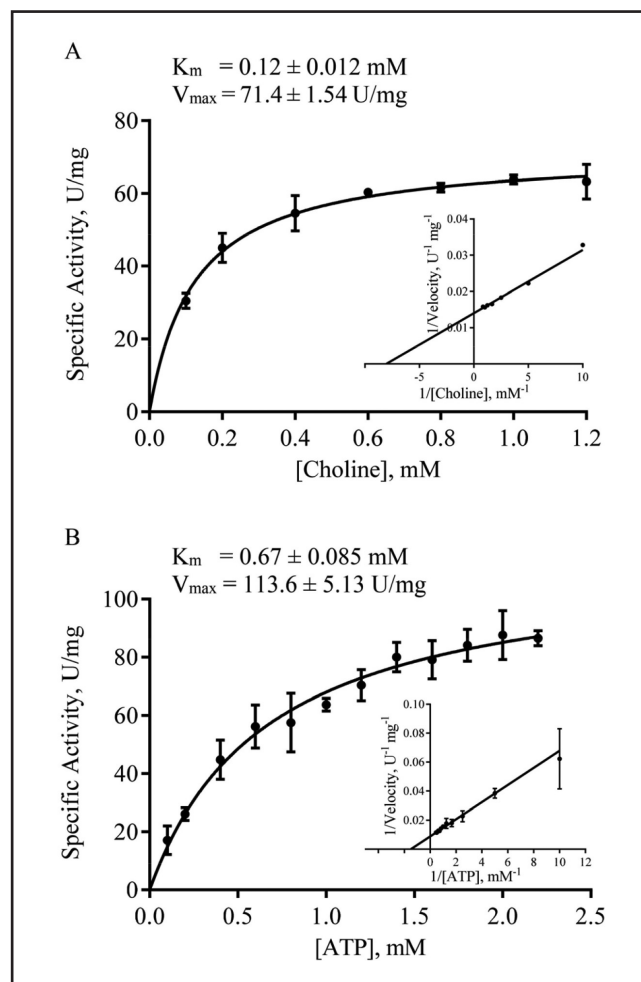 A
Kₘ = 0.12 ± 0.012 mM
Vₘₐₓ = 71.4 ± 1.54 U/mg
Specific Activity, U/mg
80
60
40
20
0
0.0 0.2 0.4 0.6 0.8 1.0 1.2
[Choline], mM
1/Velocity, U⁻¹ mg⁻¹
0.04
0.03
0.02
0.01
-5 0 5 10
1/[Choline], mM⁻¹
B
Kₘ = 0.67 ± 0.085 mM
Vₘₐₓ = 113.6 ± 5.13 U/mg
Specific Activity, U/mg
100
80
60
40
20
0
0.0 0.5 1.0 1.5 2.0 2.5
[ATP], mM
1/Velocity, U⁻¹ mg⁻¹
0.10
0.08
0.06
0.04
0.02
0 2 4 6 8 10 12
1/[ATP], mM⁻¹